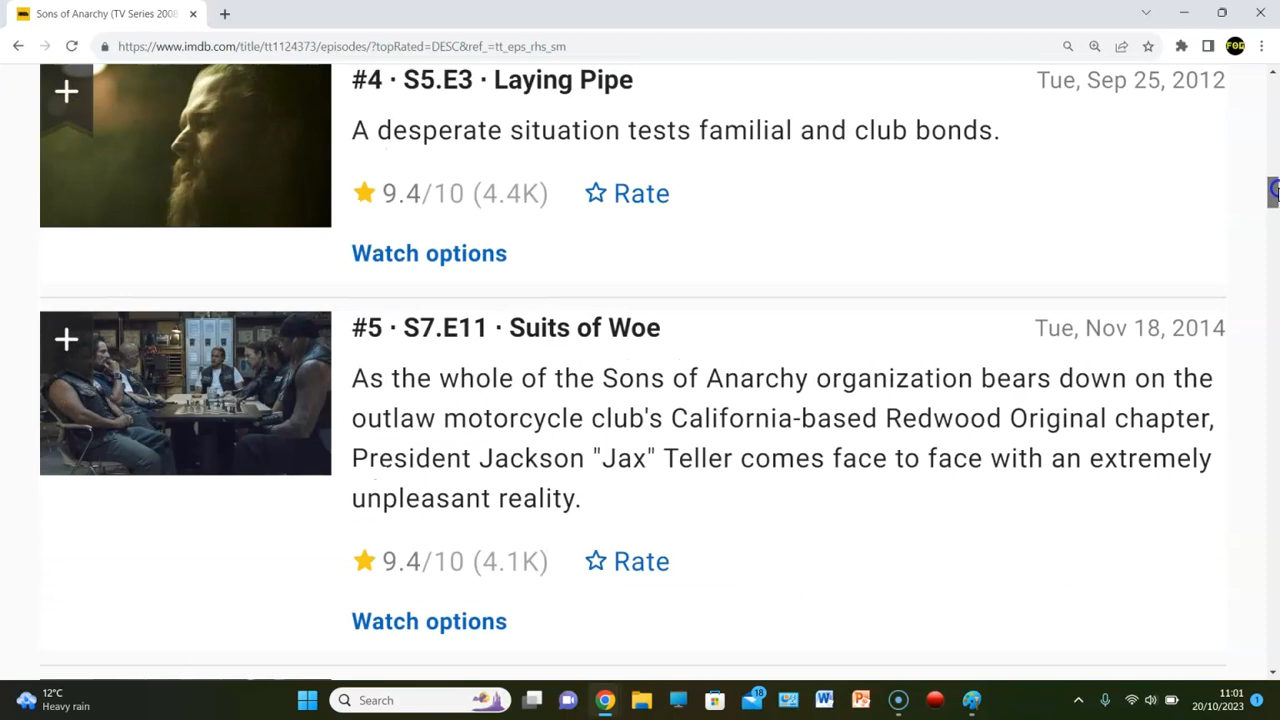 Sons of Anarchy (TV Series 2008
https://www.imdb.com/title/tt1124373/episodes/?topRated=DESC&ref_=tt_eps_rhs_sm
FOG
#4 · S5.E3 · Laying Pipe
Tue, Sep 25, 2012
A desperate situation tests familial and club bonds.
9.4/10 (4.4K)
Rate
Watch options
#5 · S7.E11 · Suits of Woe
Tue, Nov 18, 2014
As the whole of the Sons of Anarchy organization bears down on the
outlaw motorcycle club's California-based Redwood Original chapter,
President Jackson "Jax" Teller comes face to face with an extremely
unpleasant reality.
9.4/10 (4.1K)
Rate
Watch options
12°C
Heavy rain
Search
18
11:01
20/10/2023
1